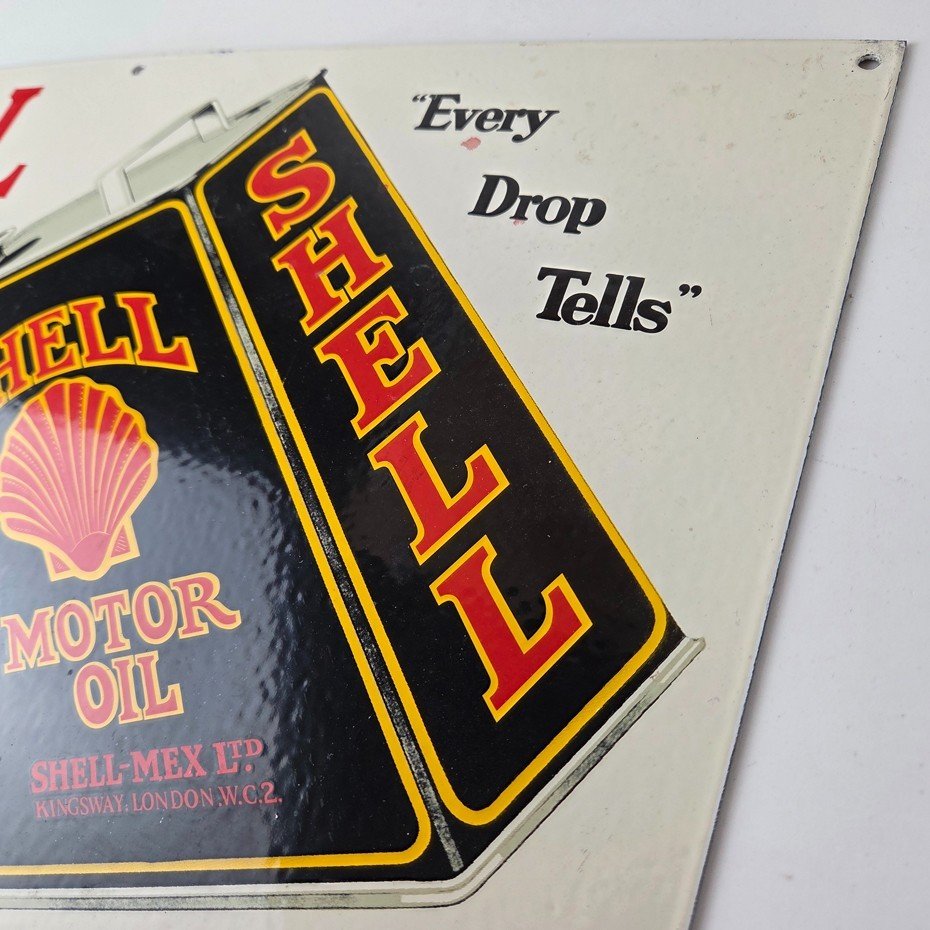 L
“Every
Drop
Tells”
SHELL
HELL
MOTOR
OIL
SHELL-MEX LTD.
KINGSWAY, LONDON.W.C.2.